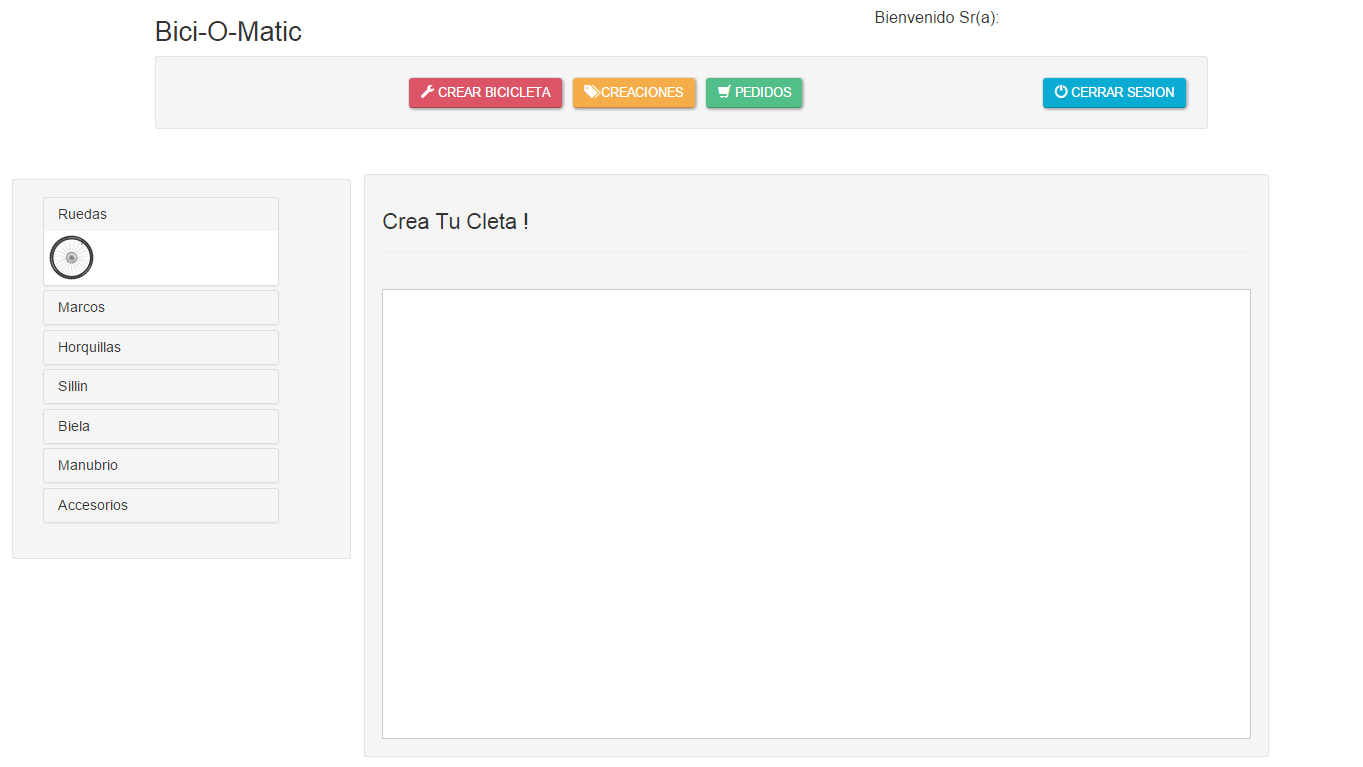 Bici-O-Matic
Bienvenido Sr(a):
CREAR BICICLETA
CREACIONES
PEDIDOS
CERRAR SESION
Ruedas
Marcos
Horquillas
Sillin
Biela
Manubrio
Accesorios
Crea Tu Cleta !